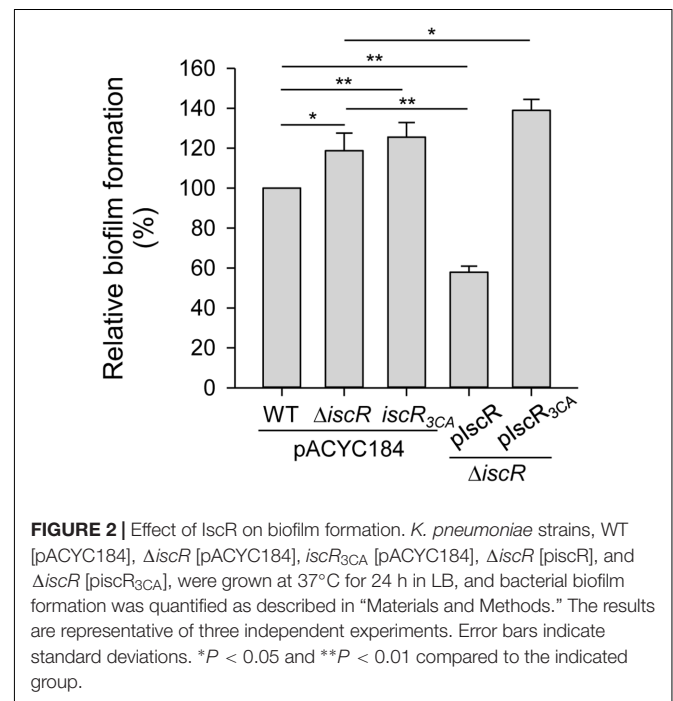 *
**
**
* **
160
140
120
100
80
60
40
20
0
Relative biofilm formation
(%)
WT ΔiscR iscR3CA pIscR pIscR3CA
pACYC184
ΔiscR
FIGURE 2 | Effect of IscR on biofilm formation. K. pneumoniae strains, WT
[pACYC184], ΔiscR [pACYC184], iscR3CA [pACYC184], ΔiscR [piscR], and
ΔiscR [piscR3CA], were grown at 37°C for 24 h in LB, and bacterial biofilm
formation was quantified as described in “Materials and Methods.” The results
are representative of three independent experiments. Error bars indicate
standard deviations. *P < 0.05 and **P < 0.01 compared to the indicated
group.